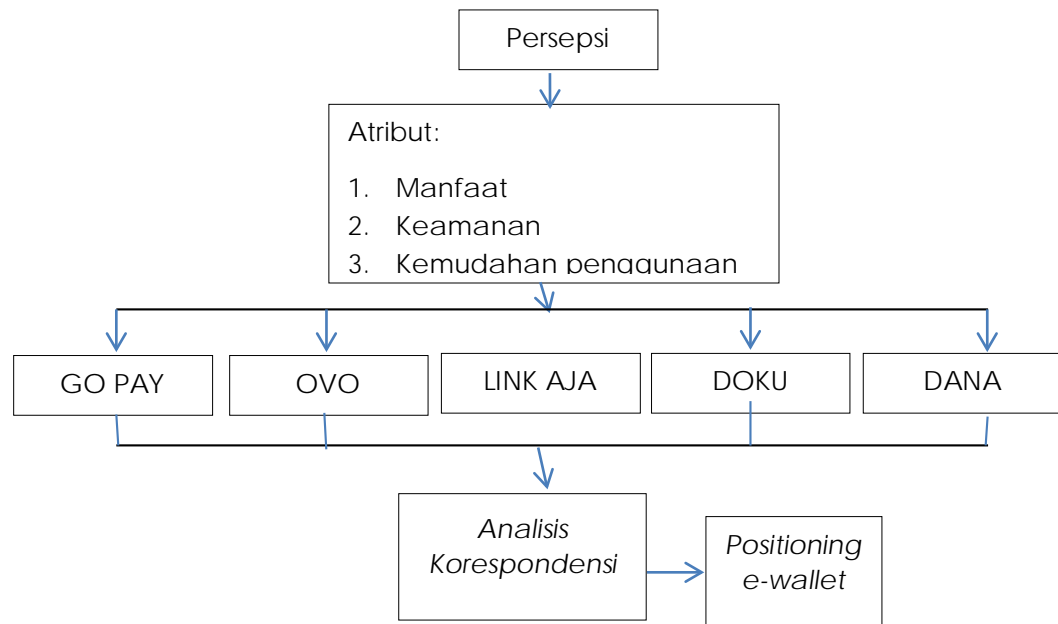 Persepsi
Atribut:
1. Manfaat
2. Keamanan
3. Kemudahan penggunaan
GO PAY
OVO
LINK AJA
DOKU
DANA
Analisis
Korespondensi
Positioning
e-wallet